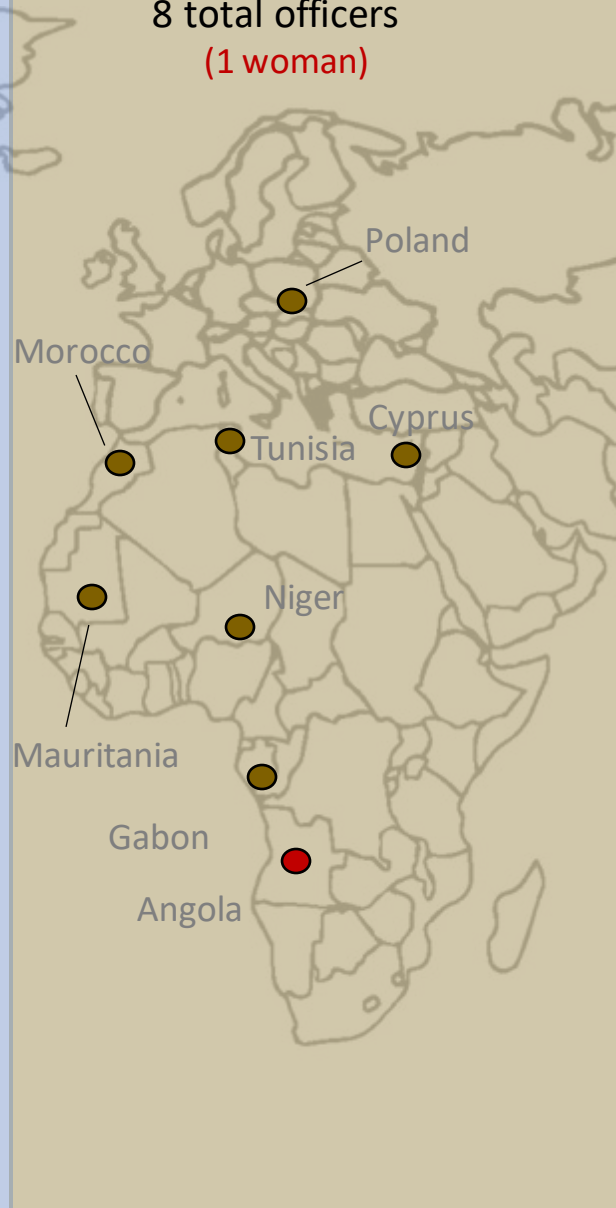 8 total officers
(1 woman)
Poland
Morocco
Cyprus
Tunisia
Niger
Mauritania
Gabon
Angola